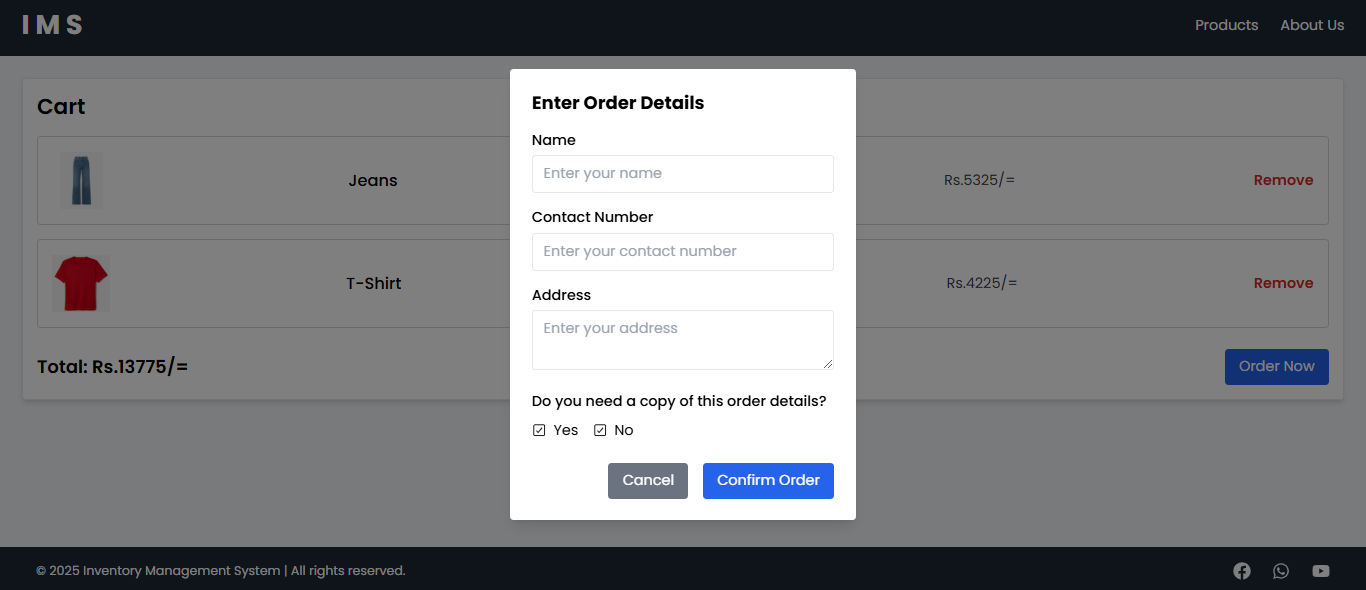 IMS
Products About Us
Cart
Enter Order Details
Name
Enter your name
Jeans Rs.5325/= Remove
Contact Number
Enter your contact number
T-Shirt Rs.4225/= Remove
Address
Enter your address
Total: Rs.13775/= Order Now
Do you need a copy of this order details?
Yes No
Cancel Confirm Order
© 2025 Inventory Management System | All rights reserved.